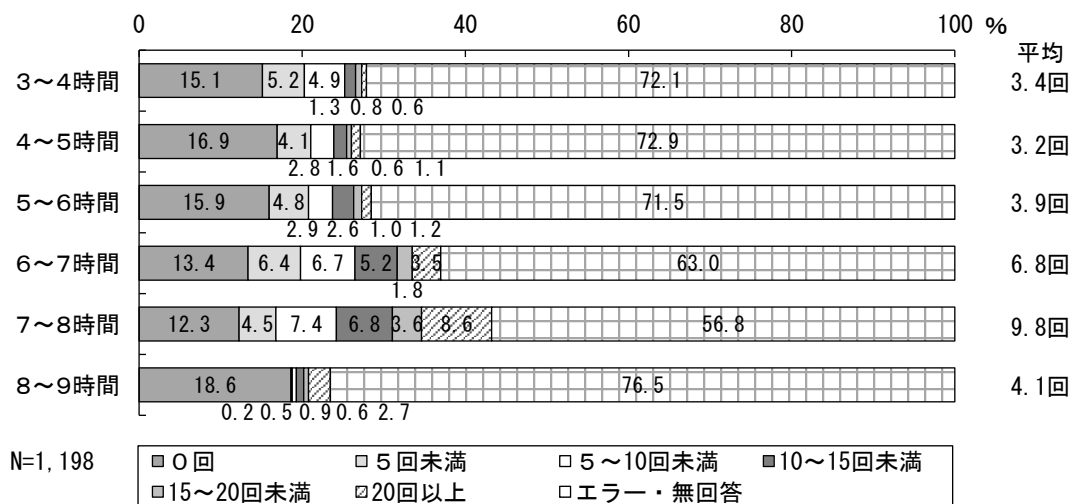 0 20 40 60 80 100 %
平均
3～4時間 15.1 5.2 4.9 72.1 3.4回
1.3 0.8 0.6
4～5時間 16.9 4.1 72.9 3.2回
2.8 1.6 0.6 1.1
5～6時間 15.9 4.8 71.5 3.9回
2.9 2.6 1.0 1.2
6～7時間 13.4 6.4 6.7 5.2 3.5 63.0 6.8回
1.8
7～8時間 12.3 4.5 7.4 6.8 3.6 8.6 56.8 9.8回
8～9時間 18.6 76.5 4.1回
0.2 0.5 0.9 0.6 2.7
N=1,198 0回 5回未満 5～10回未満 10～15回未満
15～20回未満 20回以上 エラー・無回答